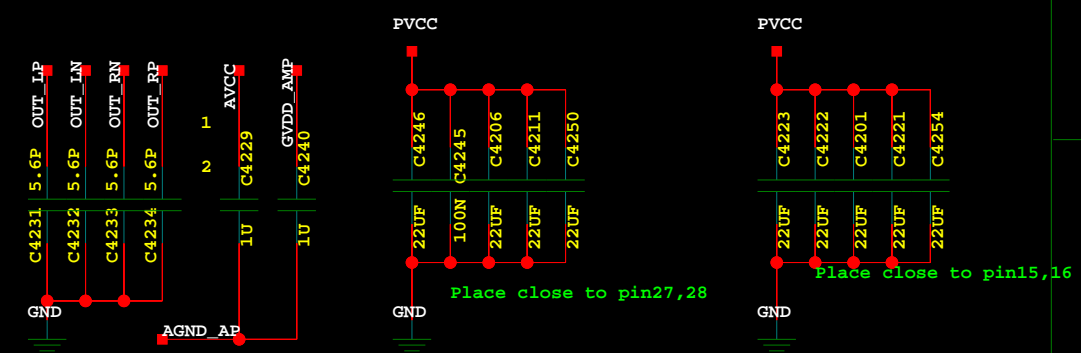 PVCC
PVCC
OUT_LP
OUT_LN
OUT_RN
OUT_RP
AVCC
GVDD_AMP
1
2
5.6P
5.6P
5.6P
5.6P
C4229
C4240
C4231
C4232
C4233
C4234
1U
1U
C4246
C4245
C4206
C4211
C4250
22UF
100N
22UF
22UF
22UF
C4223
C4222
C4201
C4221
C4254
22UF
22UF
22UF
22UF
22UF
Place close to pin27,28
Place close to pin15,16
GND
AGND_AP
GND
GND